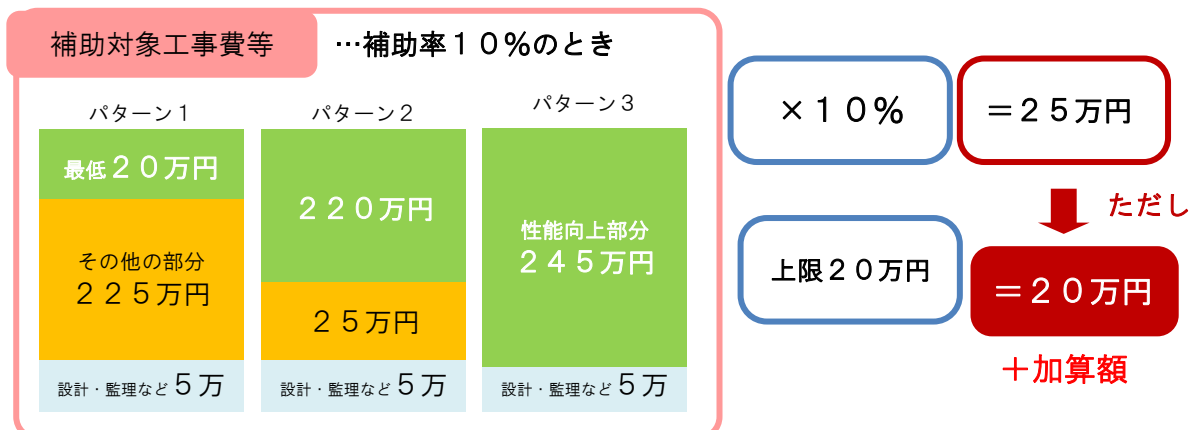 補助対象工事費等
…補助率１０％のとき
パターン１
最低２０万円
その他の部分
２２５万円
設計・監理など５万
パターン２
２２０万円
２５万円
設計・監理など５万
パターン３
性能向上部分
２４５万円
設計・監理など５万
×１０％
＝２５万円
ただし
上限２０万円
＝２０万円
＋加算額